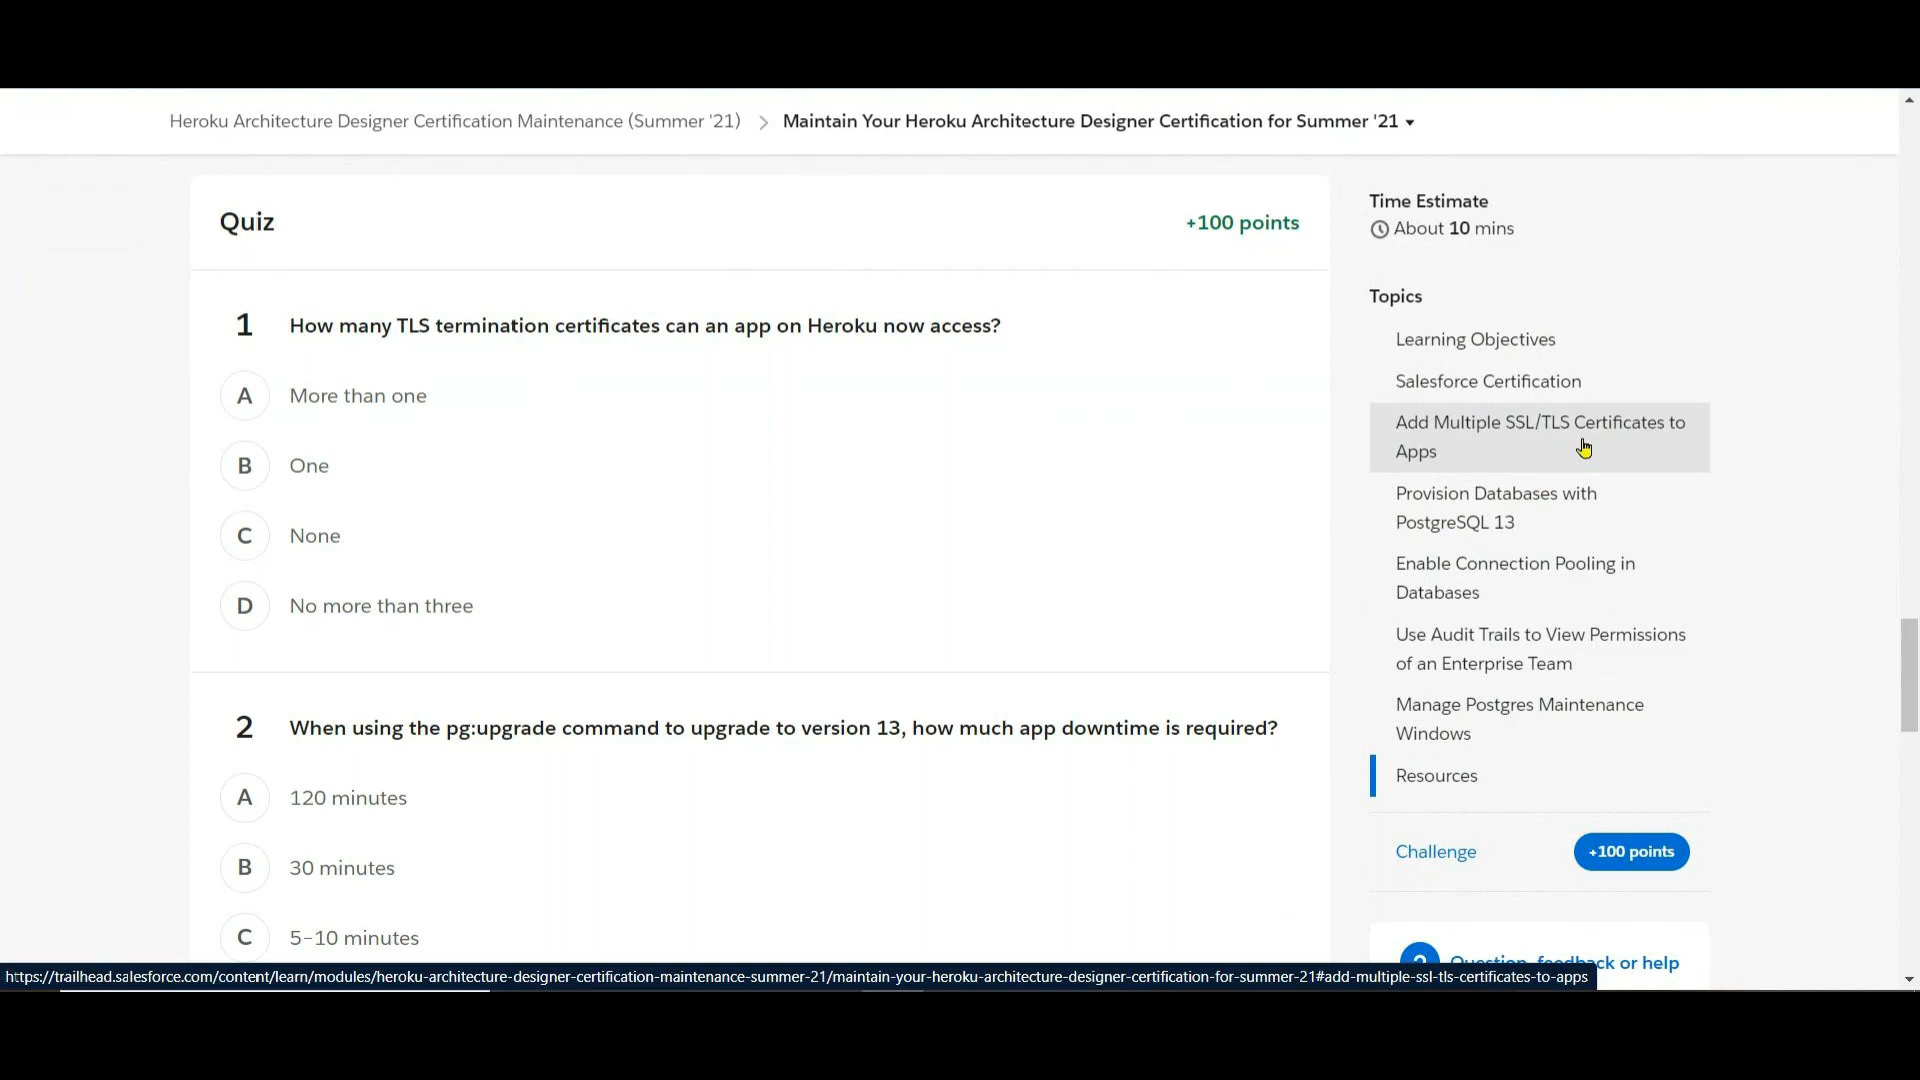 Heroku Architecture Designer Certification Maintenance (Summer '21) > Maintain Your Heroku Architecture Designer Certification for Summer '21
Quiz
+100 points
1 How many TLS termination certificates can an app on Heroku now access?
A More than one
B One
C None
D No more than three
2 When using the pg:upgrade command to upgrade to version 13, how much app downtime is required?
A 120 minutes
B 30 minutes
C 5–10 minutes
Time Estimate
About 10 mins
Topics
Learning Objectives
Salesforce Certification
Add Multiple SSL/TLS Certificates to
Apps
Provision Databases with
PostgreSQL 13
Enable Connection Pooling in
Databases
Use Audit Trails to View Permissions
of an Enterprise Team
Manage Postgres Maintenance
Windows
Resources
Challenge
+100 points
Question, feedback or help
https://trailhead.salesforce.com/content/learn/modules/heroku-architecture-designer-certification-maintenance-summer-21/maintain-your-heroku-architecture-designer-certification-for-summer-21#add-multiple-ssl-tls-certificates-to-apps